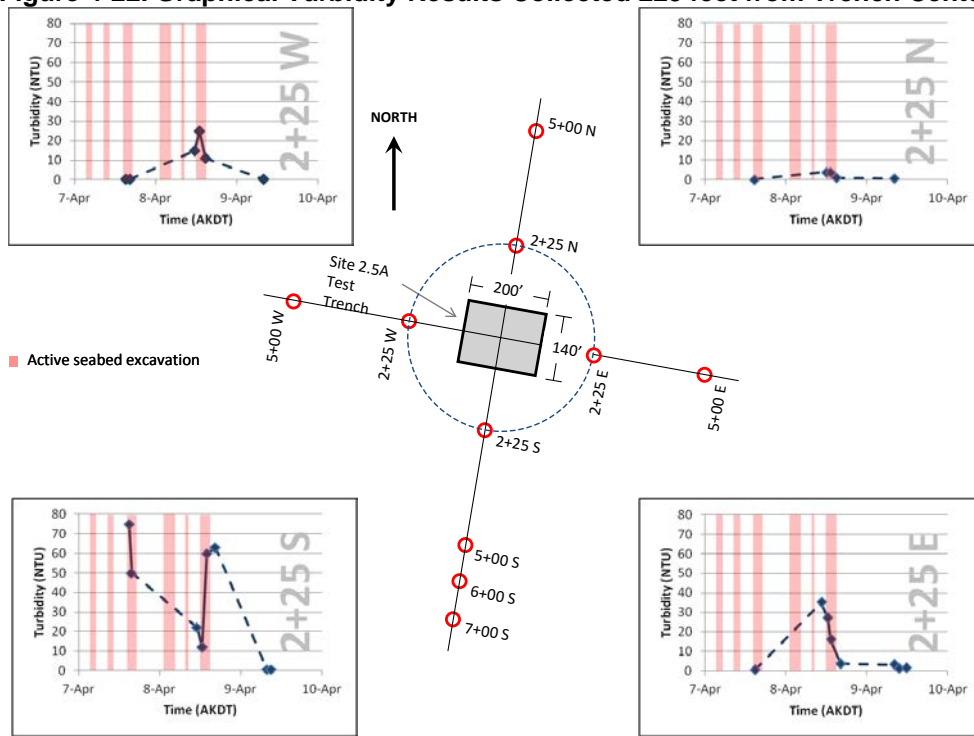 Graphical Turbidity Results Collected 225 feet from Trench
80
70
60
50
40
30
20
10
0
Turbidity (NTU)
7-Apr 8-Apr 9-Apr 10-Apr
Time (AKDT)
2+25 W
80
70
60
50
40
30
20
10
0
Turbidity (NTU)
7-Apr 8-Apr 9-Apr 10-Apr
Time (AKDT)
2+25 N
NORTH
5+00 N
2+25 N
Site 2.5A
Test
Trench
200'
140'
5+00 W
2+25 W
2+25 E
5+00 E
Active seabed excavation
2+25 S
5+00 S
6+00 S
7+00 S
80
70
60
50
40
30
20
10
0
Turbidity (NTU)
7-Apr 8-Apr 9-Apr 10-Apr
Time (AKDT)
2+25 S
80
70
60
50
40
30
20
10
0
Turbidity (NTU)
7-Apr 8-Apr 9-Apr 10-Apr
Time (AKDT)
2+25 E